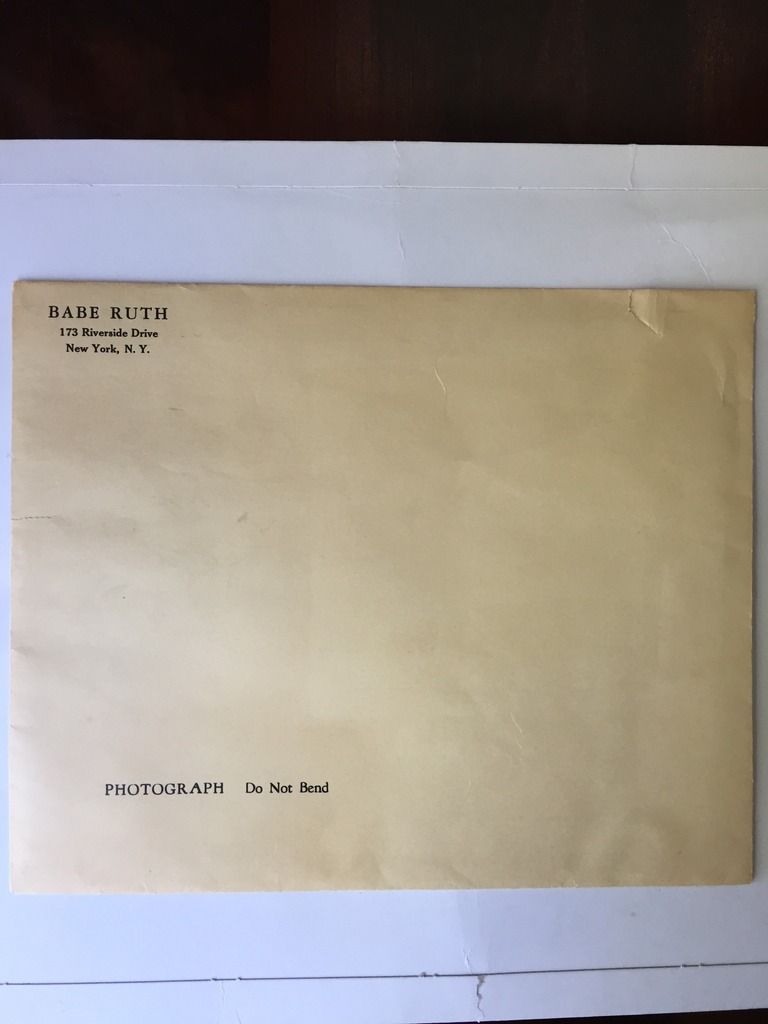 BABE RUTH
173 Riverside Drive
New York, N. Y.
PHOTOGRAPH Do Not Bend